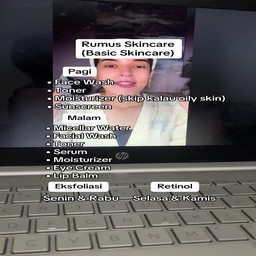 Rumus Skincare
(Basic Skincare)
Pagi
• Face Wash
• Toner
• Moisturizer (skip kalau oily skin)
• Sunscreen
Malam
• Micellar Water
• Facial Wash
• Toner
• Serum
• Moisturizer
• Eye Cream
• Lip Balm
hp
Eksfoliasi
Retinol
Senin & Rabu
Selasa & Kamis